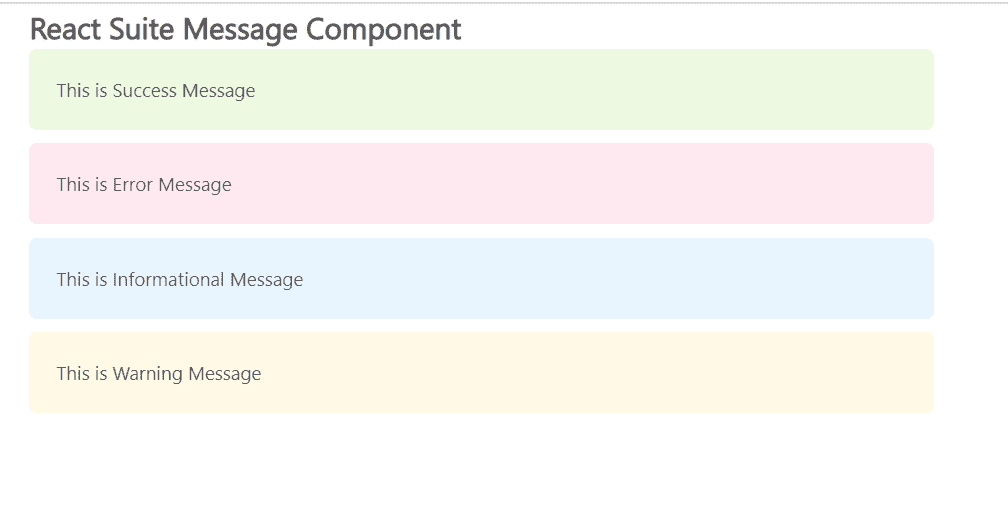 React Suite Message Component
This is Success Message
This is Error Message
This is Informational Message
This is Warning Message